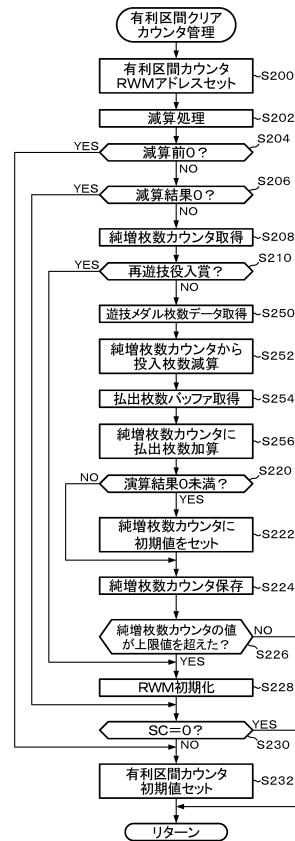 有利区間クリア
カウンタ管理
有利区間カウンタ
RWMアドレスセット
S200
減算処理
S202
S204
YES
減算前0?
NO
S206
YES
減算結果0?
NO
純増枚数カウンタ取得
S208
S210
YES
再遊技役入賞?
NO
遊技メダル枚数データ取得
S250
純増枚数カウンタから
投入枚数減算
S252
払出枚数バッファ取得
S254
純増枚数カウンタに
払出枚数加算
S256
S220
NO
演算結果0未満?
YES
純増枚数カウンタに
初期値をセット
S222
純増枚数カウンタ保存
S224
純増枚数カウンタの値
が上限値を超えた?
NO
S226
YES
RWM初期化
S228
SC=0?
YES
S230
NO
有利区間カウンタ
初期値セット
S232
リターン